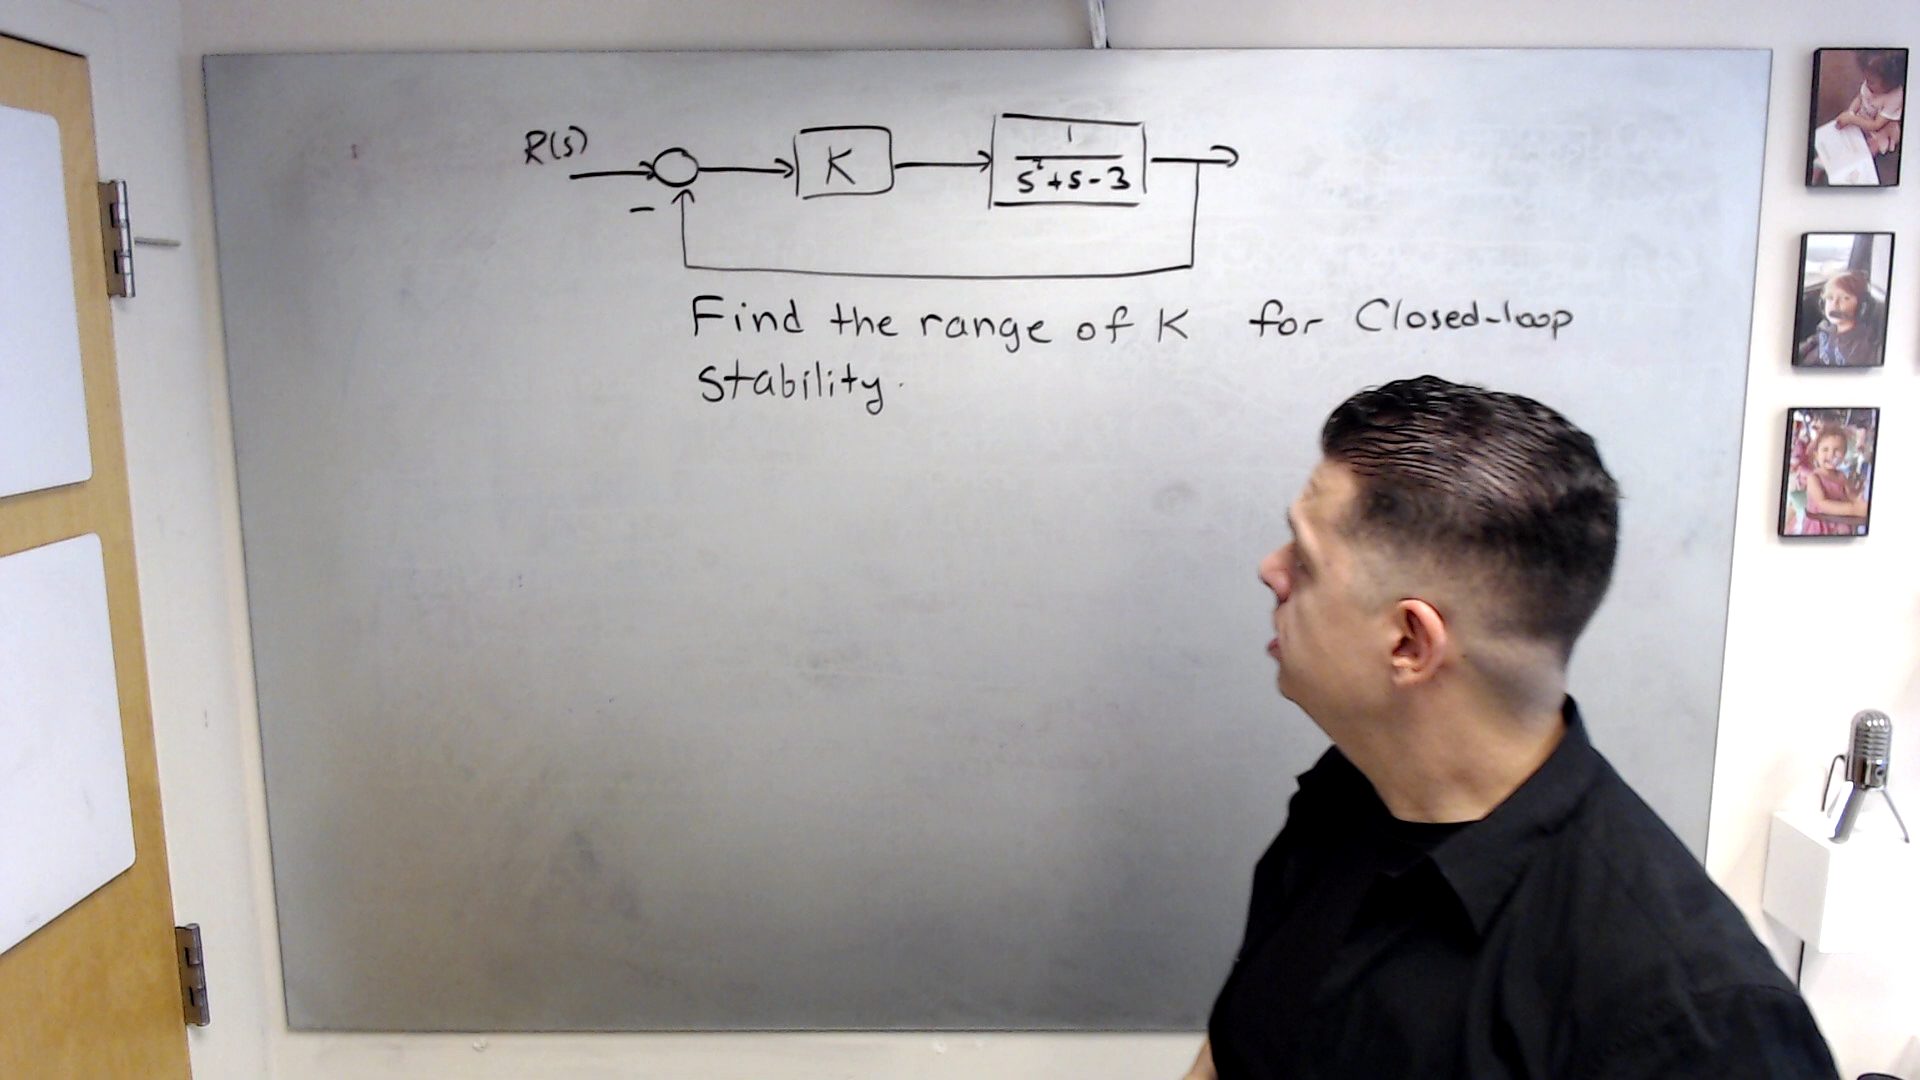 R(s)
K
1
s²+s-3
-
Find the range of K for Closed-loop
stability.